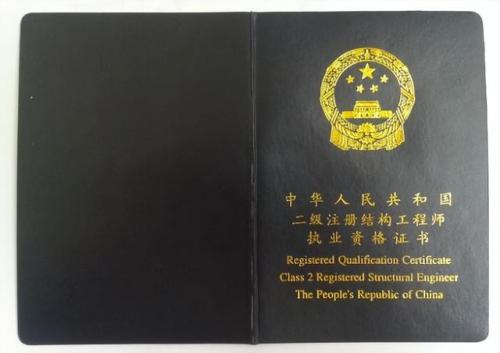 中华人民共和国
二级注册结构工程师
执业资格证书
Registered Qualification Certificate
Class 2 Registered Structural Engineer
The People's Republic of China